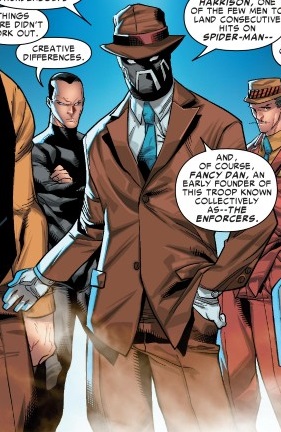 THINGS
RE DIDN'T
RK OUT.
CREATIVE
DIFFERENCES.
HARRISON, ONE
OF THE FEW MEN TO
LAND CONSECUTIVE
HITS ON
SPIDER-MAN--
AND,
OF COURSE,
FANCY DAN, AN
EARLY FOUNDER OF
THIS TROOP KNOWN
COLLECTIVELY
AS--THE
ENFORCERS.